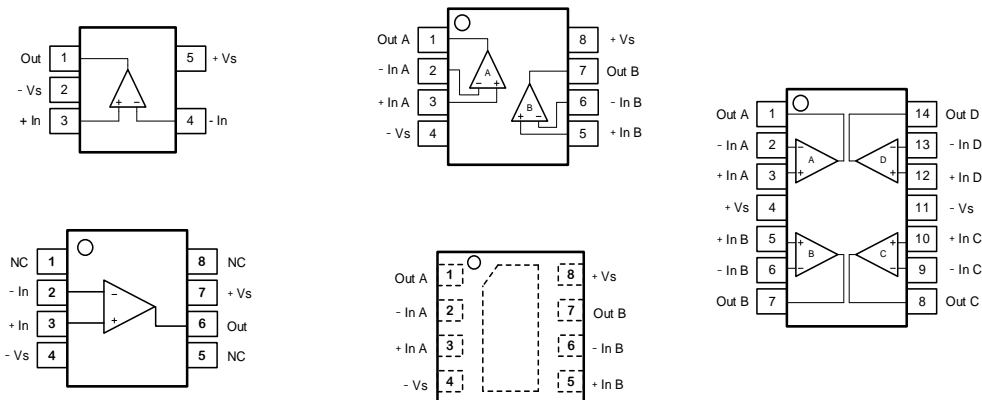 Out 1 5 + Vs
- Vs 2
+ In 3 4 - In
+ -
Out A 1 8 + Vs
- In A 2 7 Out B
+ In A 3 6 - In B
- Vs 4 5 + In B
A
- +
B
+ -
Out A 1 14 Out D
- In A 2 13 - In D
+ In A 3 12 + In D
+ Vs 4 11 - Vs
+ In B 5 10 + In C
- In B 6 9 - In C
Out B 7 8 Out C
- -
A D
+ +
+ +
B C
- -
NC 1 8 NC
- In 2 7 + Vs
+ In 3 6 Out
- Vs 4 5 NC
-
+
Out A 1 8 + Vs
- In A 2 7 Out B
+ In A 3 6 - In B
- Vs 4 5 + In B